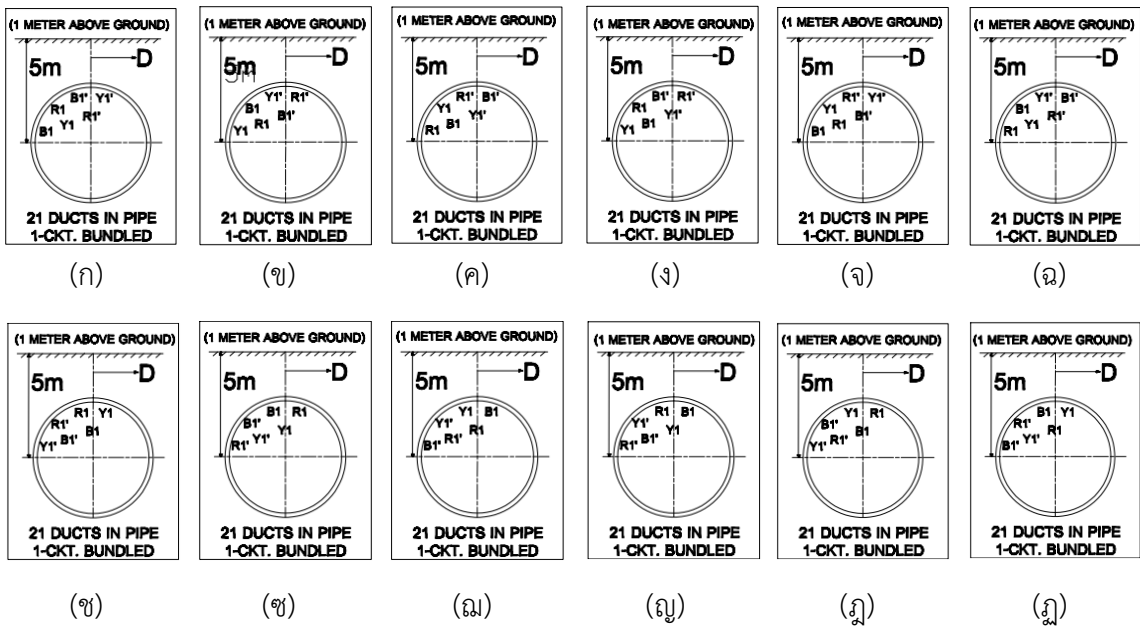 (1 METER ABOVE GROUND)
D
5m
B1' Y1'
R1 R1'
B1 Y1
21 DUCTS IN PIPE
1-CKT. BUNDLED
(ก)
(1 METER ABOVE GROUND)
D
5m
5m
Y1' R1'
B1 B1'
Y1 R1
21 DUCTS IN PIPE
1-CKT. BUNDLED
(ข)
(1 METER ABOVE GROUND)
D
5m
R1' B1'
Y1 Y1'
R1 B1
21 DUCTS IN PIPE
1-CKT. BUNDLED
(ค)
(1 METER ABOVE GROUND)
D
5m
B1' R1'
R1 Y1'
Y1 B1
21 DUCTS IN PIPE
1-CKT. BUNDLED
(ง)
(1 METER ABOVE GROUND)
D
5m
R1' Y1'
Y1 B1'
B1 R1
21 DUCTS IN PIPE
1-CKT. BUNDLED
(จ)
(1 METER ABOVE GROUND)
D
5m
Y1' B1'
B1 R1'
R1 Y1
21 DUCTS IN PIPE
1-CKT. BUNDLED
(ฉ)
(1 METER ABOVE GROUND)
D
5m
R1 Y1
R1' B1
Y1' B1'
21 DUCTS IN PIPE
1-CKT. BUNDLED
(ช)
(1 METER ABOVE GROUND)
D
5m
B1 R1
B1' Y1
R1' Y1'
21 DUCTS IN PIPE
1-CKT. BUNDLED
(ซ)
(1 METER ABOVE GROUND)
D
5m
Y1 B1
Y1' R1
B1' R1'
21 DUCTS IN PIPE
1-CKT. BUNDLED
(ฌ)
(1 METER ABOVE GROUND)
D
5m
R1 B1
Y1' Y1
R1' B1'
21 DUCTS IN PIPE
1-CKT. BUNDLED
(ญ)
(1 METER ABOVE GROUND)
D
5m
Y1 R1
B1' B1
Y1' R1'
21 DUCTS IN PIPE
1-CKT. BUNDLED
(ฎ)
(1 METER ABOVE GROUND)
D
5m
B1 Y1
R1' R1
B1' Y1'
21 DUCTS IN PIPE
1-CKT. BUNDLED
(ฏ)